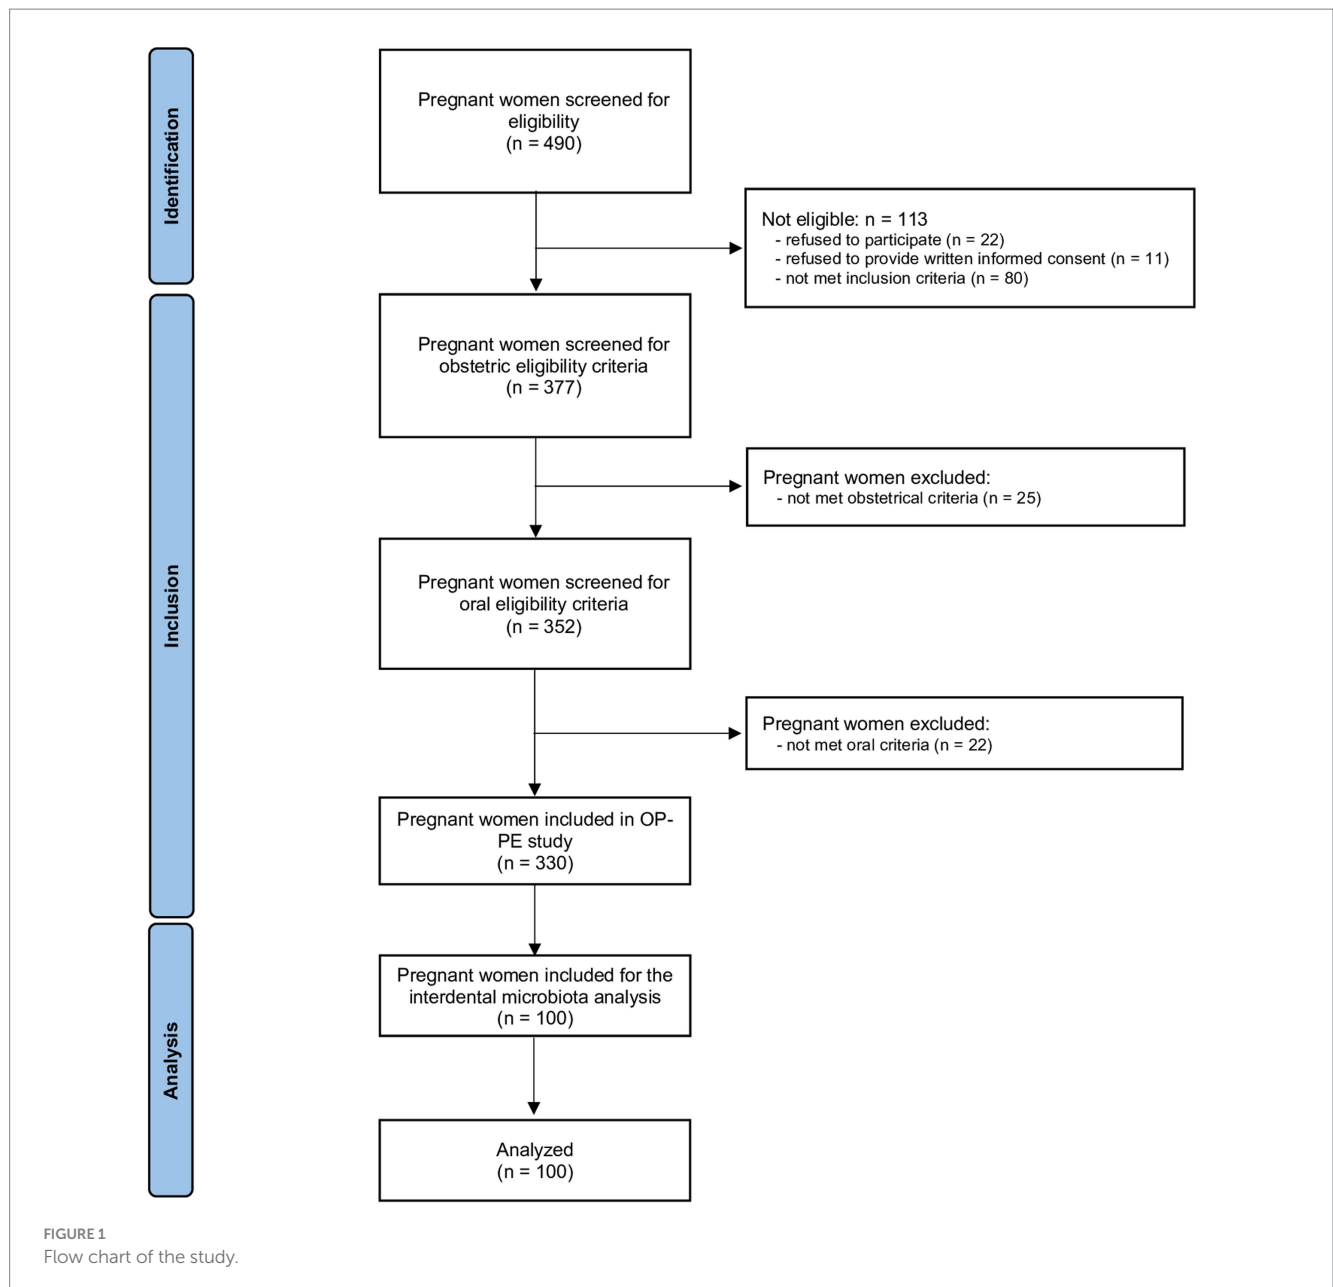 Identification
Pregnant women screened for
eligibility
(n = 490)
Not eligible: n = 113
- refused to participate (n = 22)
- refused to provide written informed consent (n = 11)
- not met inclusion criteria (n = 80)
Inclusion
Pregnant women screened for
obstetric eligibility criteria
(n = 377)
Pregnant women excluded:
- not met obstetrical criteria (n = 25)
Pregnant women screened for
oral eligibility criteria
(n = 352)
Pregnant women excluded:
- not met oral criteria (n = 22)
Pregnant women included in OP-
PE study
(n = 330)
Analysis
Pregnant women included for the
interdental microbiota analysis
(n = 100)
Analyzed
(n = 100)
FIGURE 1
Flow chart of the study.